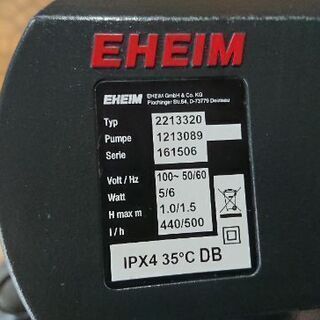 EHEIM
EHEIM EHEIM GmbH & Co. KG
Plochinger Str.54, D-73779 Deizisau
Typ 2213320
Pumpe 1213089
Serie 161506
Volt / Hz 100~ 50/60
Watt 5/6
H max m 1.0/1.5
l / h 440/500
IPX4 35°C DB